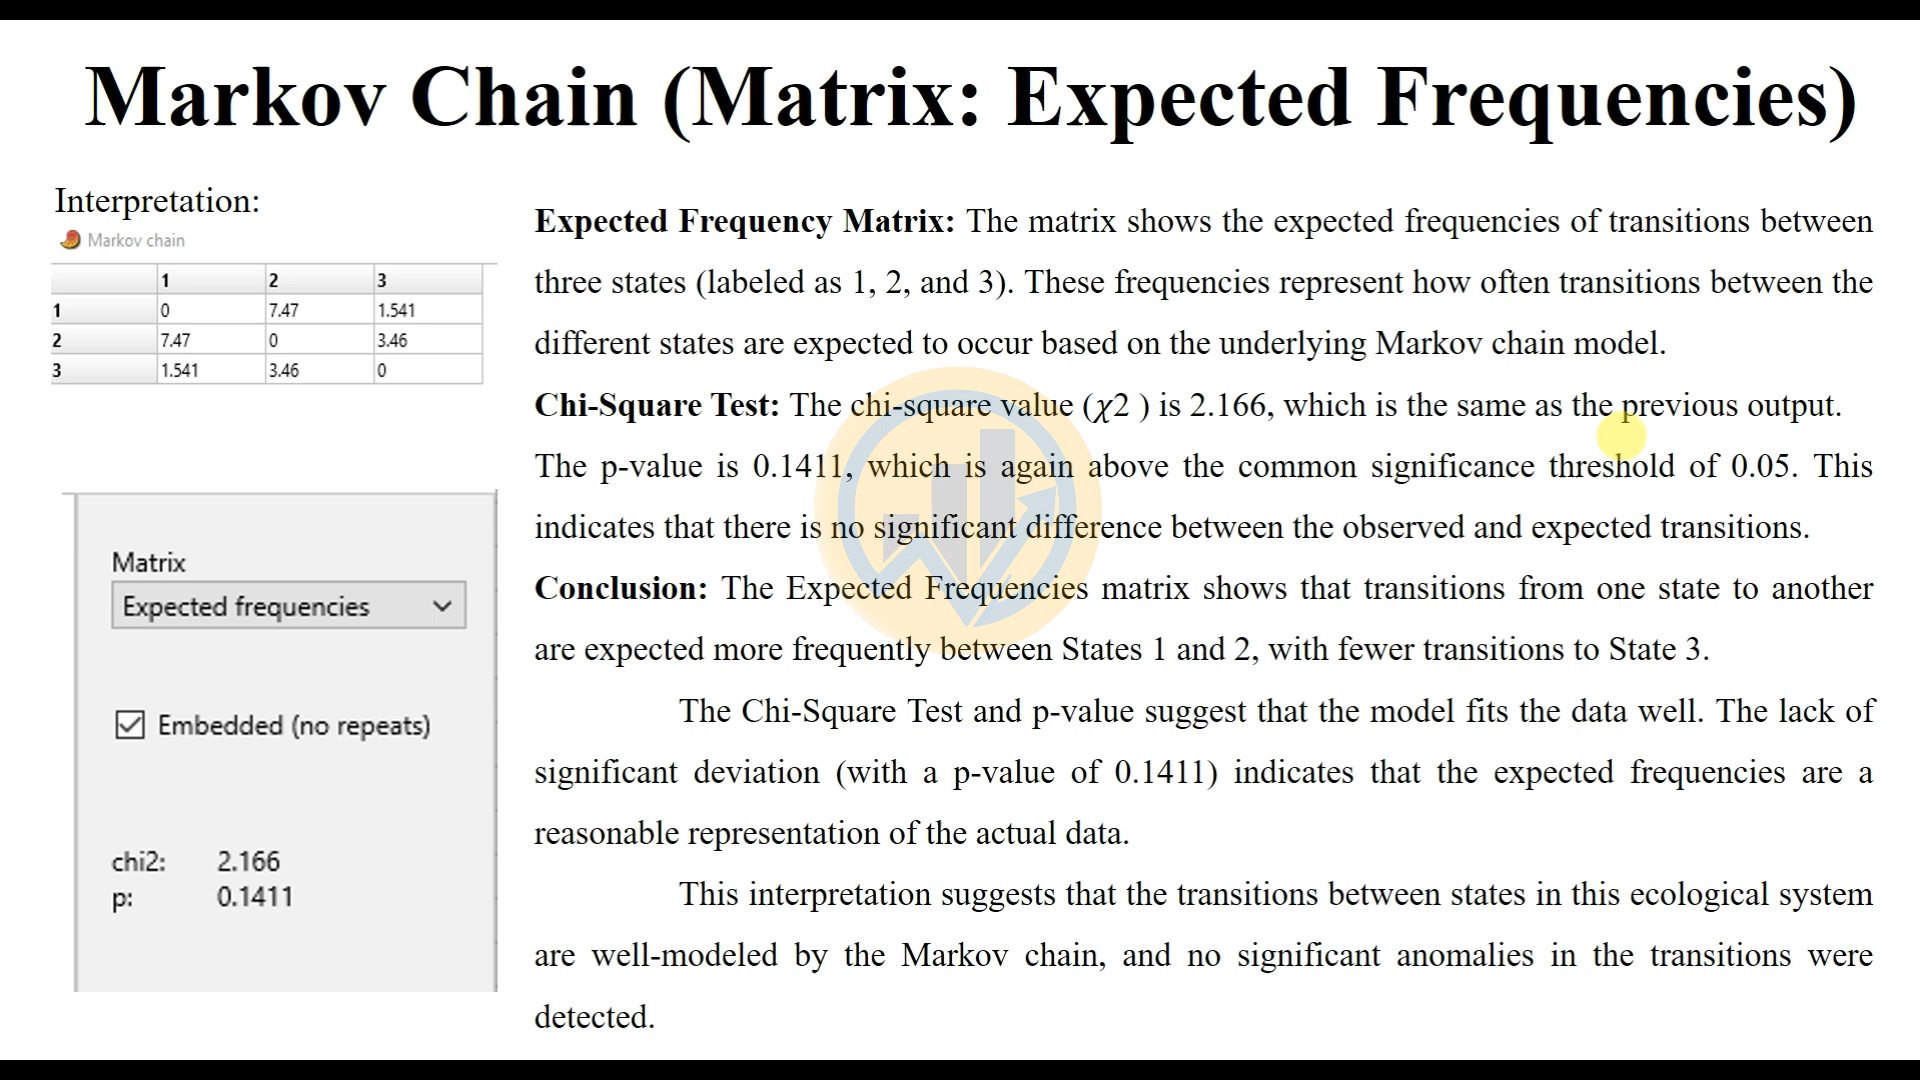 Markov Chain (Matrix: Expected Frequencies)
Interpretation:
Markov chain
1 2 3
1 0 7.47 1.541
2 7.47 0 3.46
3 1.541 3.46 0
Matrix
Expected frequencies
Embedded (no repeats)
chi2: 2.166
p: 0.1411
Expected Frequency Matrix: The matrix shows the expected frequencies of transitions between
three states (labeled as 1, 2, and 3). These frequencies represent how often transitions between the
different states are expected to occur based on the underlying Markov chain model.
Chi-Square Test: The chi-square value (χ2 ) is 2.166, which is the same as the previous output.
The p-value is 0.1411, which is again above the common significance threshold of 0.05. This
indicates that there is no significant difference between the observed and expected transitions.
Conclusion: The Expected Frequencies matrix shows that transitions from one state to another
are expected more frequently between States 1 and 2, with fewer transitions to State 3.
The Chi-Square Test and p-value suggest that the model fits the data well. The lack of
significant deviation (with a p-value of 0.1411) indicates that the expected frequencies are a
reasonable representation of the actual data.
This interpretation suggests that the transitions between states in this ecological system
are well-modeled by the Markov chain, and no significant anomalies in the transitions were
detected.